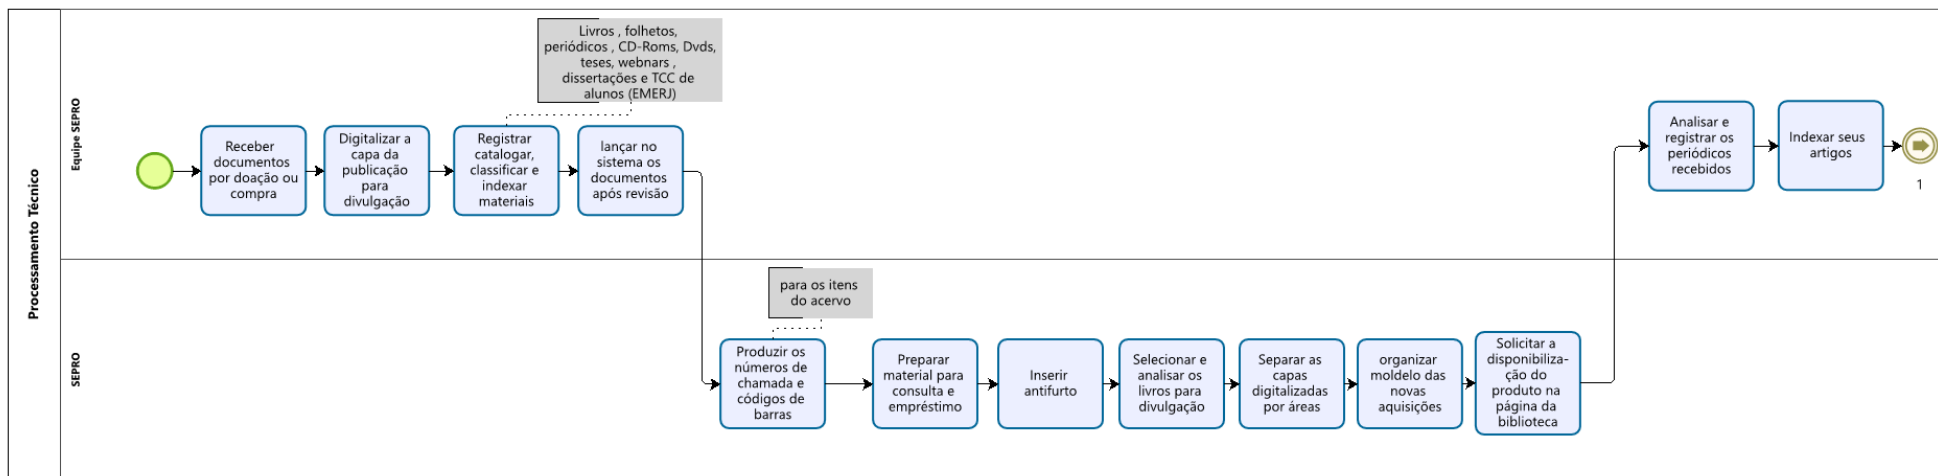 Processamento Técnico
Equipe SEPRO
Livros , folhetos,
periódicos , CD-Roms, Dvds,
teses, webnars ,
dissertações e TCC de
alunos (EMERJ)
Receber
documentos
por doação ou
compra
Digitalizar a
capa da
publicação
para
divulgação
Registrar
catalogar,
classificar e
indexar
materiais
lançar no
sistema os
documentos
após revisão
Analisar e
registrar os
periódicos
recebidos
Indexar seus
artigos
1
SEPRO
para os itens
do acervo
Produzir os
números de
chamada e
códigos de
barras
Preparar
material para
consulta e
empréstimo
Inserir
antifurto
Selecionar e
analisar os
livros para
divulgação
Separar as
capas
digitalizadas
por áreas
organizar
moldelo das
novas
aquisições
Solicitar a
disponibiliza-
ção do
produto na
página da
biblioteca